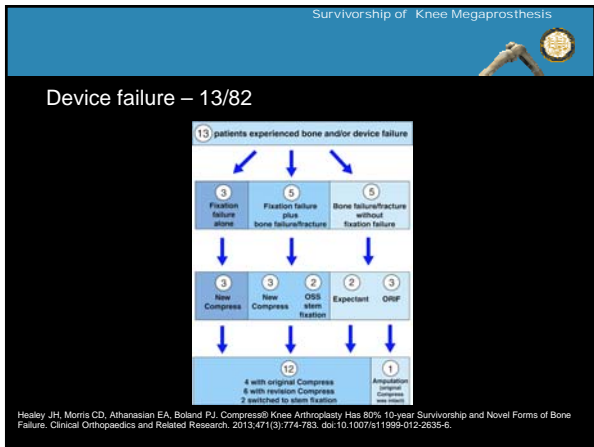 Survivorship of Knee Megaprosthesis
Device failure – 13/82
13 patients experienced bone and/or device failure
3
Fixation
failure
alone
5
Fixation failure
plus
bone failure/fracture
5
Bone failure/fracture
without
fixation failure
3
New
Compress
3
New
Compress
2
OSS
stem
fixation
2
Expectant
3
ORIF
12
4 with original Compress
6 with revision Compress
2 switched to stem fixation
1
Amputation
(original
Compress
was intact)
Healey JH, Morris CD, Athanasian EA, Boland PJ. Compress® Knee Arthroplasty Has 80% 10-year Survivorship and Novel Forms of Bone
Failure. Clinical Orthopaedics and Related Research. 2013;471(3):774-783. doi:10.1007/s11999-012-2635-6.